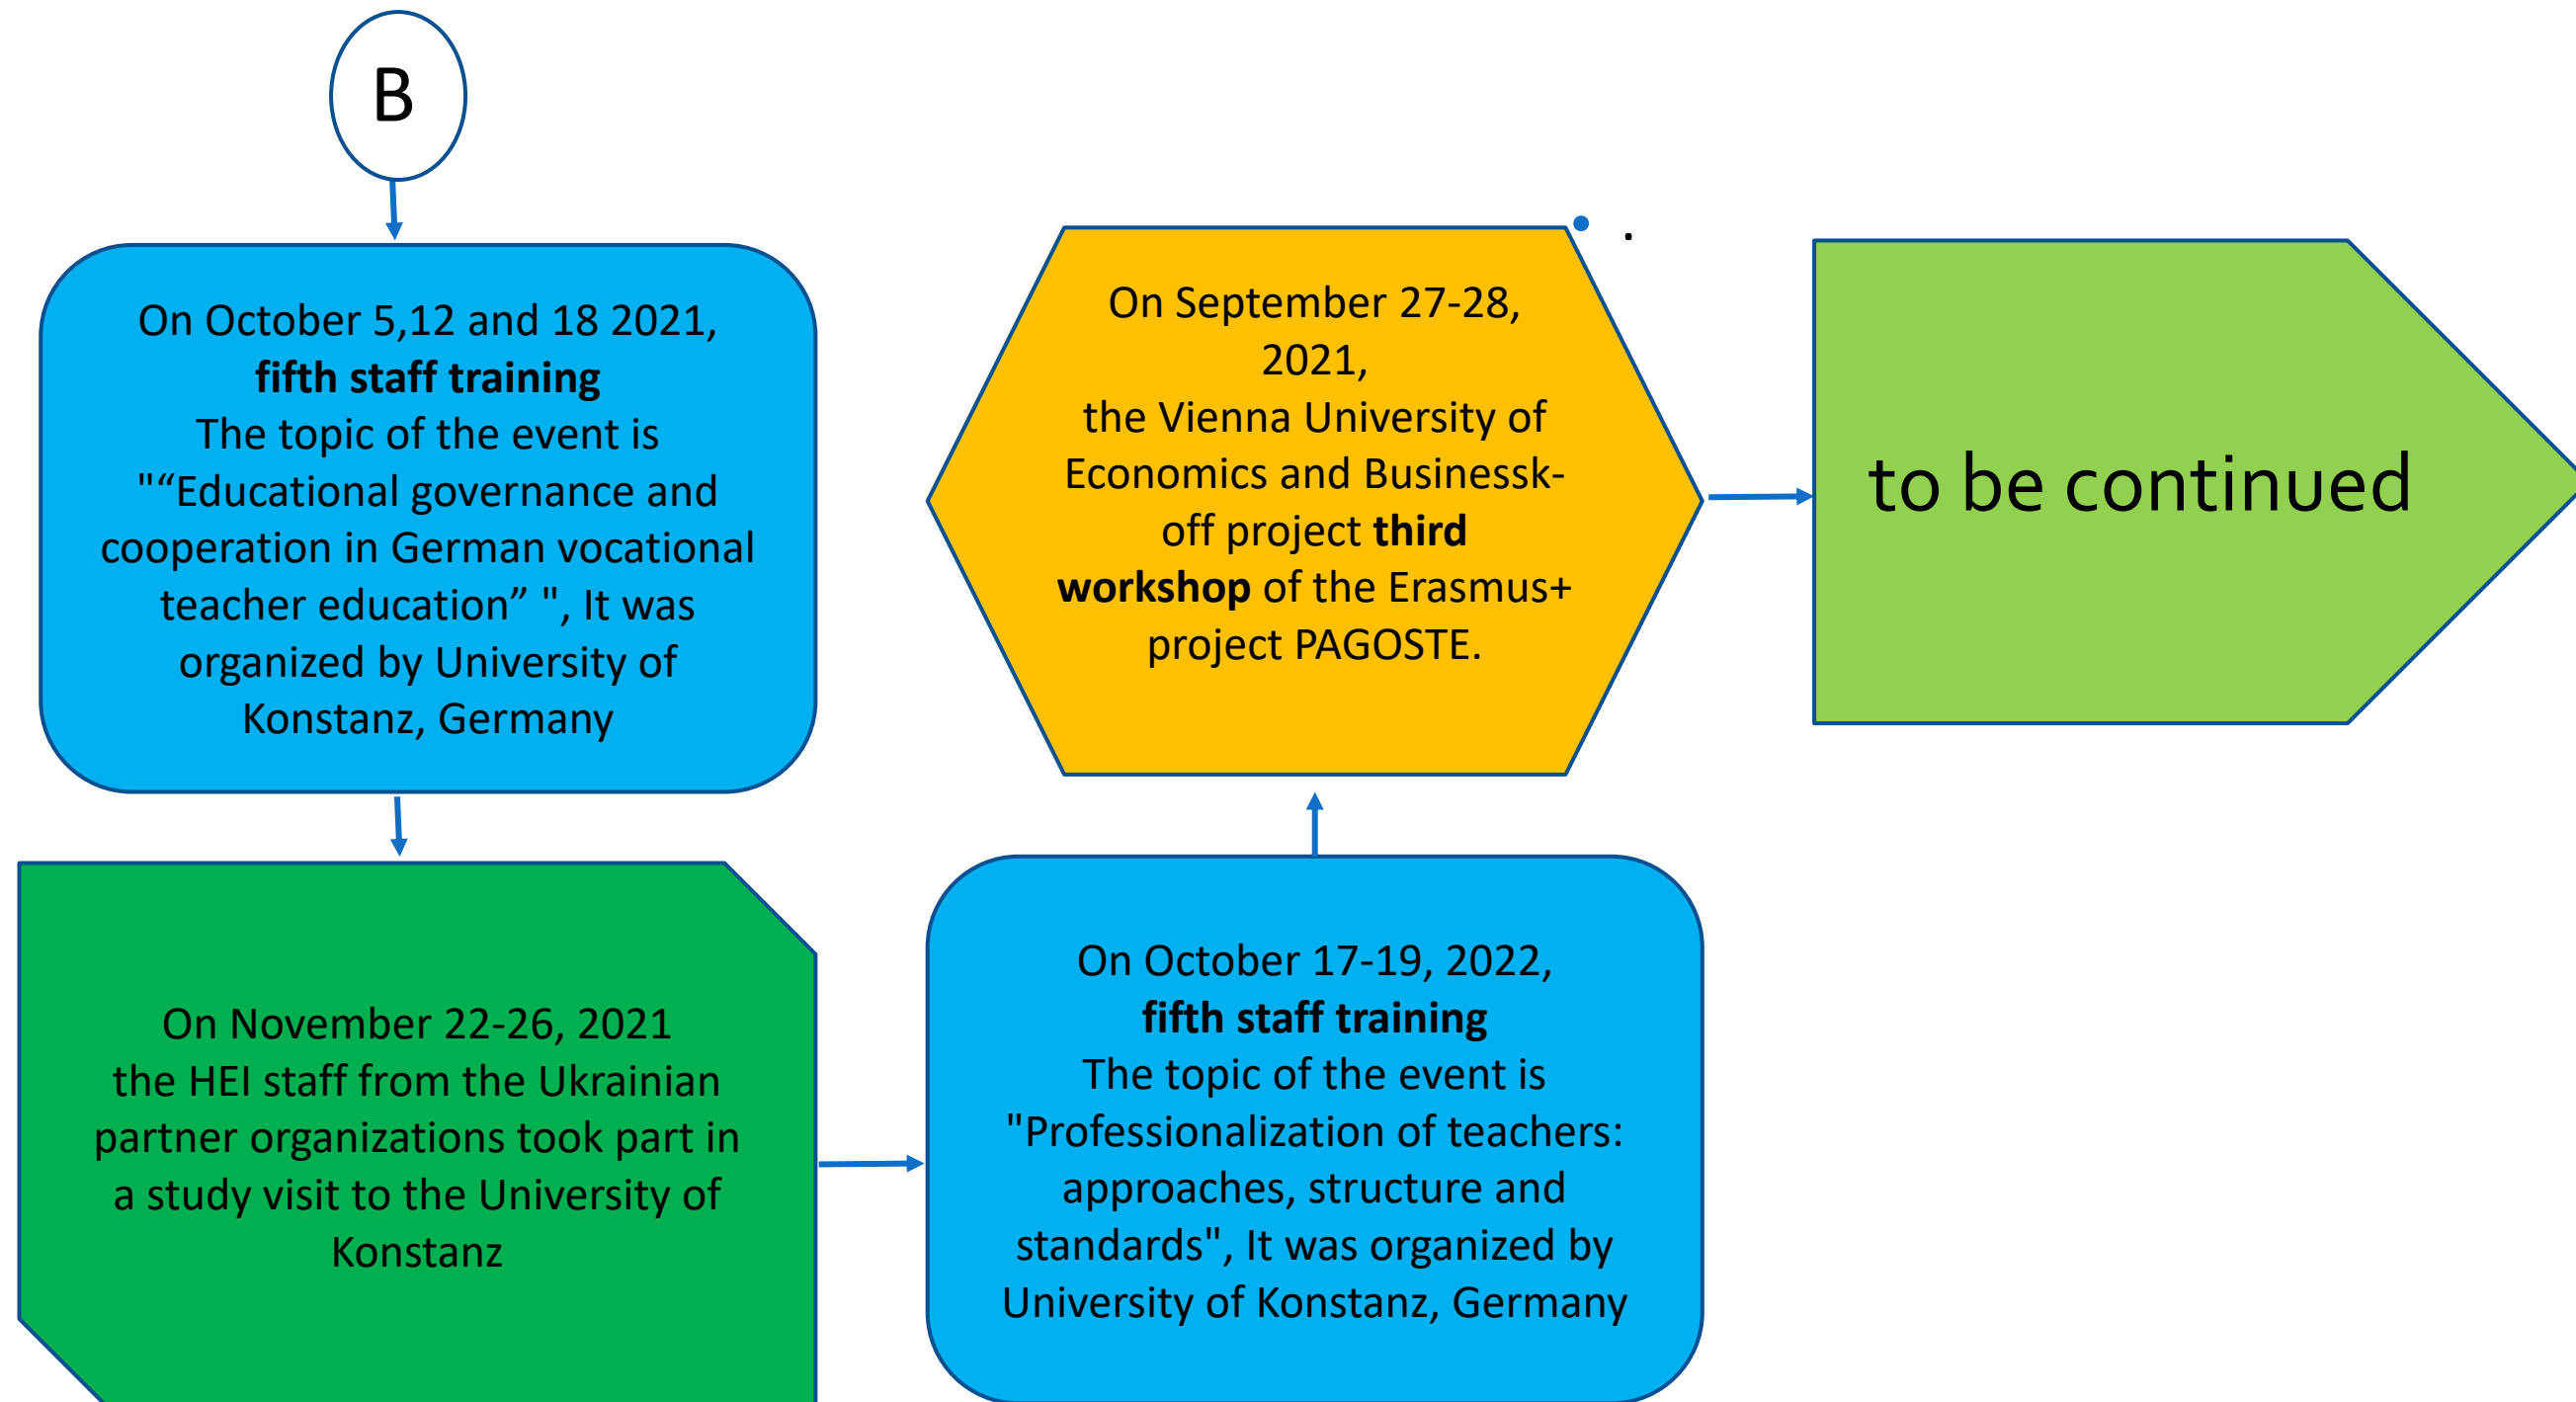 B
On October 5,12 and 18 2021,
fifth staff training
The topic of the event is
"“Educational governance and
cooperation in German vocational
teacher education” ", It was
organized by University of
Konstanz, Germany
On November 22-26, 2021
the HEI staff from the Ukrainian
partner organizations took part in
a study visit to the University of
Konstanz
On October 17-19, 2022,
fifth staff training
The topic of the event is
"Professionalization of teachers:
approaches, structure and
standards", It was organized by
University of Konstanz, Germany
• .
On September 27-28,
2021,
the Vienna University of
Economics and Businessk-
off project third
workshop of the Erasmus+
project PAGOSTE.
to be continued